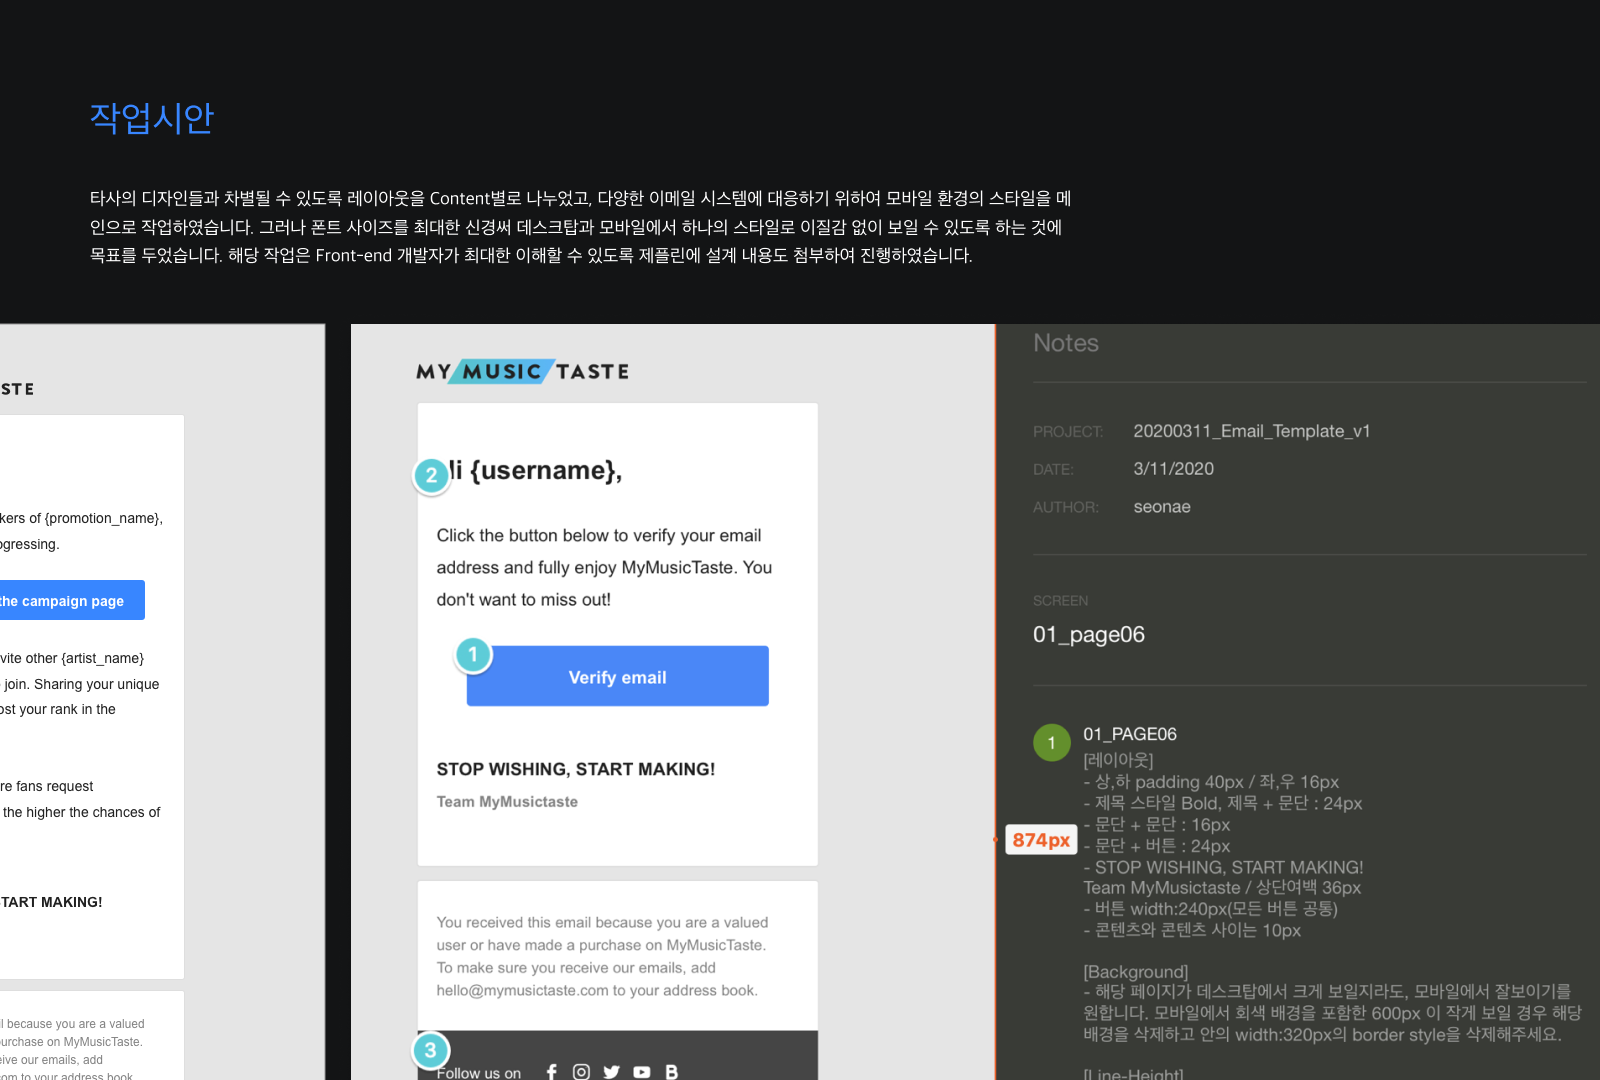 작업시안
타사의 디자인들과 차별될 수 있도록 레이아웃을 Content별로 나누었고, 다양한 이메일 시스템에 대응하기 위하여 모바일 환경의 스타일을 메
인으로 작업하였습니다. 그러나 폰트 사이즈를 최대한 신경써 데스크탑과 모바일에서 하나의 스타일로 이질감 없이 보일 수 있도록 하는 것에
목표를 두었습니다. 해당 작업은 Front-end 개발자가 최대한 이해할 수 있도록 제플린에 설계 내용도 첨부하여 진행하였습니다.
STE
kers of {promotion_name},
ogressing.
the campaign page
vite other {artist_name}
join. Sharing your unique
ost your rank in the
re fans request
the higher the chances of
TART MAKING!
l because you are a valued
urchase on MyMusicTaste.
eive our emails, add
com to your address book.
MY MUSIC TASTE
2
Hi {username},
Click the button below to verify your email
address and fully enjoy MyMusicTaste. You
don't want to miss out!
1
Verify email
STOP WISHING, START MAKING!
Team MyMusictaste
You received this email because you are a valued
user or have made a purchase on MyMusicTaste.
To make sure you receive our emails, add
hello@mymusictaste.com to your address book.
3
Follow us on
874px
Notes
PROJECT: 20200311_Email_Template_v1
DATE: 3/11/2020
AUTHOR: seonae
SCREEN
01_page06
1 01_PAGE06
[레이아웃]
- 상,하 padding 40px / 좌,우 16px
- 제목 스타일 Bold, 제목 + 문단 : 24px
- 문단 + 문단 : 16px
- 문단 + 버튼 : 24px
- STOP WISHING, START MAKING!
Team MyMusictaste / 상단여백 36px
- 버튼 width:240px(모든 버튼 공통)
- 콘텐츠와 콘텐츠 사이는 10px
[Background]
- 해당 페이지가 데스크탑에서 크게 보일지라도, 모바일에서 잘보이기를
원합니다. 모바일에서 회색 배경을 포함한 600px 이 작게 보일 경우 해당
배경을 삭제하고 안의 width:320px의 border style을 삭제해주세요.
[Line-Height]